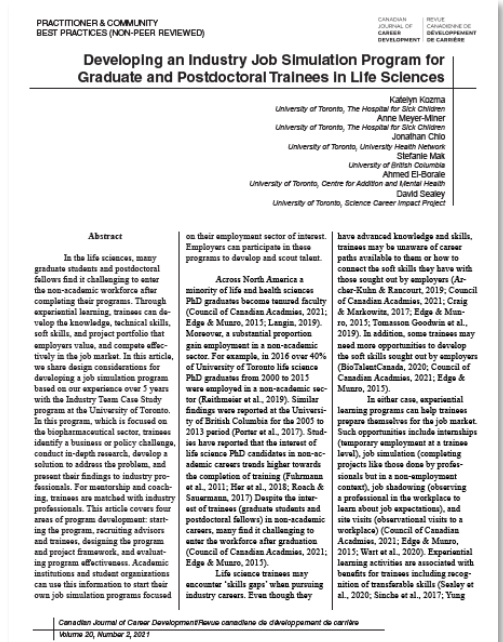 PRACTITIONER & COMMUNITY
BEST PRACTICES (NON-PEER REVIEWED)
CANADIAN
JOURNAL OF
CAREER
DEVELOPMENT
REVUE
CANADIENNE DE
DÉVELOPPEMENT
DE CARRIÈRE
Developing an Industry Job Simulation Program for
Graduate and Postdoctoral Trainees in Life Sciences
Katelyn Kozma
University of Toronto, The Hospital for Sick Children
Anne Meyer-Miner
University of Toronto, The Hospital for Sick Children
Jonathan Chio
University of Toronto, University Health Network
Stefanie Mak
University of British Columbia
Ahmed El-Borale
University of Toronto, Centre for Addition and Mental Health
David Sealey
University of Toronto, Science Career Impact Project
Abstract
In the life sciences, many
graduate students and postdoctoral
fellows find it challenging to enter
the non-academic workforce after
completing their programs. Through
experiential learning, trainees can de-
velop the knowledge, technical skills,
soft skills, and project portfolio that
employers value, and compete effec-
tively in the job market. In this article,
we share design considerations for
developing a job simulation program
based on our experience over 5 years
with the Industry Team Case Study
program at the University of Toronto.
In this program, which is focused on
the biopharmaceutical sector, trainees
identify a business or policy challenge,
conduct in-depth research, develop a
solution to address the problem, and
present their findings to industry pro-
fessionals. For mentorship and coach-
ing, trainees are matched with industry
professionals. This article covers four
areas of program development: start-
ing the program, recruiting advisors
and trainees, designing the program
and project framework, and evaluat-
ing program effectiveness. Academic
institutions and student organizations
can use this information to start their
own job simulation programs focused
on their employment sector of interest.
Employers can participate in these
programs to develop and scout talent.
Across North America a
minority of life and health sciences
PhD graduates become tenured faculty
(Council of Canadian Acadmies, 2021;
Edge & Munro, 2015; Langin, 2019).
Moreover, a substantial proportion
gain employment in a non-academic
sector. For example, in 2016 over 40%
of University of Toronto life science
PhD graduates from 2000 to 2015
were employed in a non-academic sec-
tor (Reithmeier et al., 2019). Similar
findings were reported at the Universi-
ty of British Columbia for the 2005 to
2013 period (Porter et al., 2017). Stud-
ies have reported that the interest of
life science PhD candidates in non-ac-
ademic careers trends higher towards
the completion of training (Fuhrmann
et al., 2011; Her et al., 2018; Roach &
Sauermann, 2017) Despite the inter-
est of trainees (graduate students and
postdoctoral fellows) in non-academic
careers, many find it challenging to
enter the workforce after graduation
(Council of Canadian Acadmies, 2021;
Edge & Munro, 2015).
Life science trainees may
encounter 'skills gaps' when pursuing
industry careers. Even though they
have advanced knowledge and skills,
trainees may be unaware of career
paths available to them or how to
connect the soft skills they have with
those sought out by employers (Ar-
cher-Kuhn & Rancourt, 2019; Council
of Canadian Acadmies, 2021; Craig
& Markowitz, 2017; Edge & Mun-
ro, 2015; Tomasson Goodwin et al.,
2019). In addition, some trainees may
need more opportunities to develop
the soft skills sought out by employers
(BioTalentCanada, 2020; Council of
Canadian Acadmies, 2021; Edge &
Munro, 2015).
In either case, experiential
learning programs can help trainees
prepare themselves for the job market.
Such opportunities include internships
(temporary employment at a trainee
level), job simulation (completing
projects like those done by profes-
sionals but in a non-employment
context), job shadowing (observing
a professional in the workplace to
learn about job expectations), and
site visits (observational visits to a
workplace) (Council of Canadian
Acadmies, 2021; Edge & Munro,
2015; Wart et al., 2020). Experiential
learning activities are associated with
benefits for trainees including recog-
nition of transferable skills (Sealey et
al., 2020; Sinche et al., 2017; Yung
Canadian Journal of Career Development/Revue canadienne de développement de carrière
Volume 20, Number 2, 2021